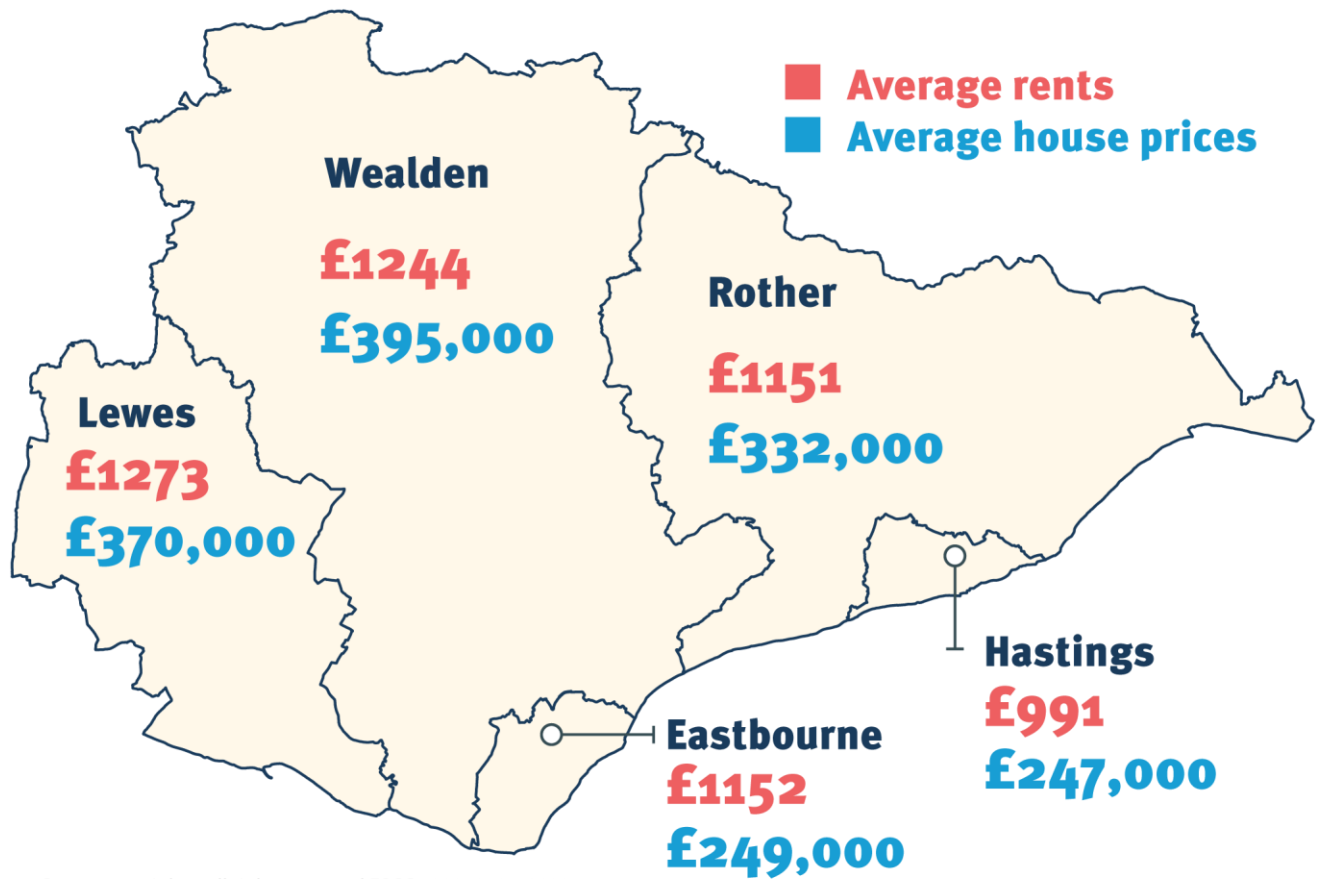 Average rents
Average house prices
Wealden
£1244
£395,000
Rother
£1151
£332,000
Lewes
£1273
£370,000
Hastings
£991
£247,000
Eastbourne
£1152
£249,000